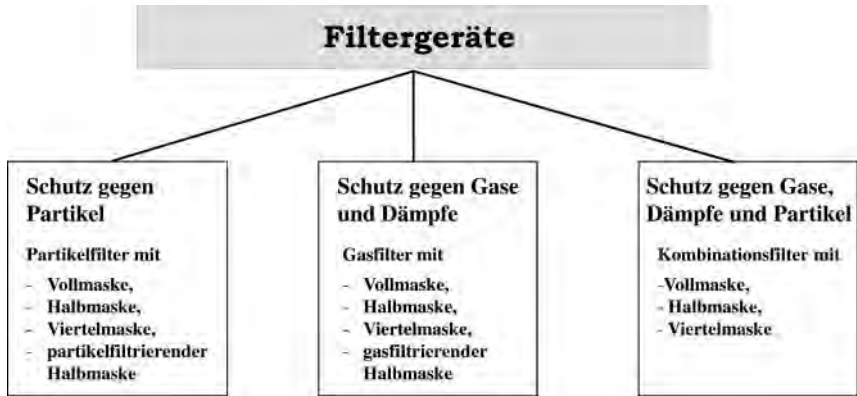 Filtergeräte
Schutz gegen
Partikel
Partikelfilter mit
- Vollmaske,
- Halbmaske,
- Viertelmaske,
- partikelfiltrierender
Halbmaske
Schutz gegen Gase
und Dämpfe
Gasfilter mit
- Vollmaske,
- Halbmaske,
- Viertelmaske,
- gasfiltrierender
Halbmaske
Schutz gegen Gase,
Dämpfe und Partikel
Kombinationsfilter mit
-Vollmaske,
- Halbmaske,
- Viertelmaske